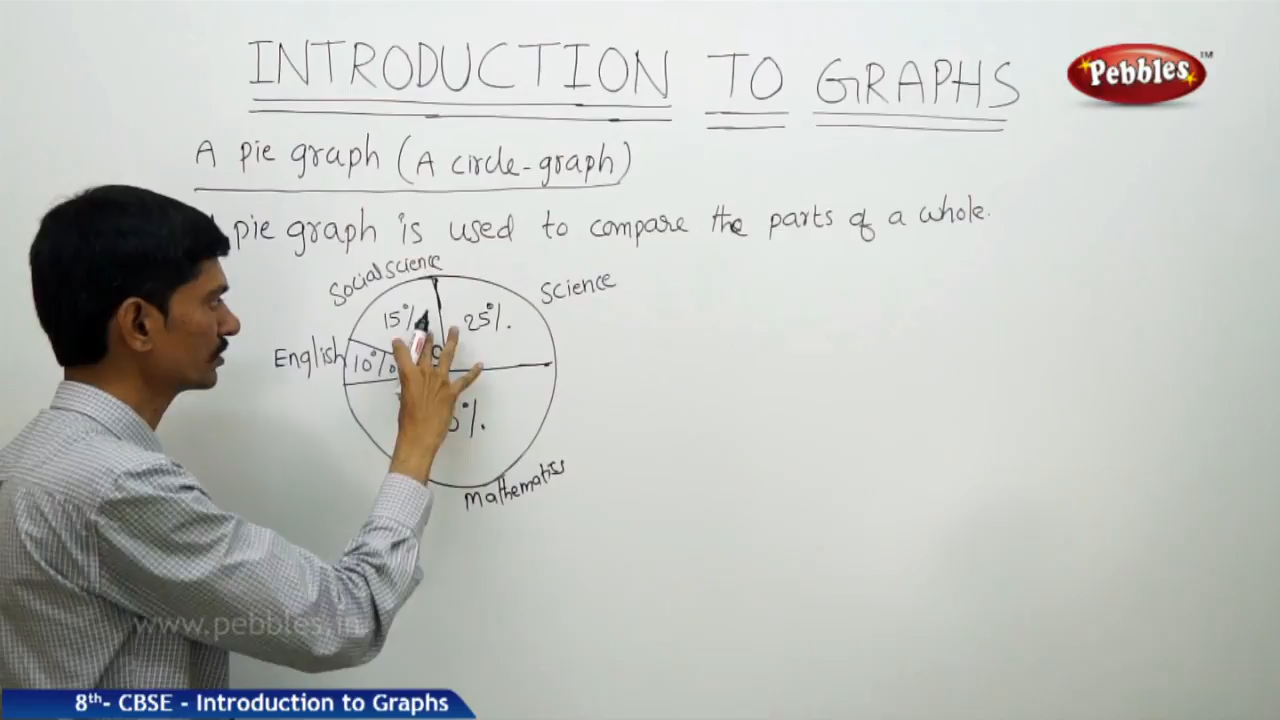 INTRODUCTION TO GRAPHS
Pebbles™
A pie graph (A circle-graph)
pie graph is used to compare the parts of a whole.
Social science
Science
15%
25%.
English
10%
Mathematics
www.pebbles.in
8th- CBSE - Introduction to Graphs